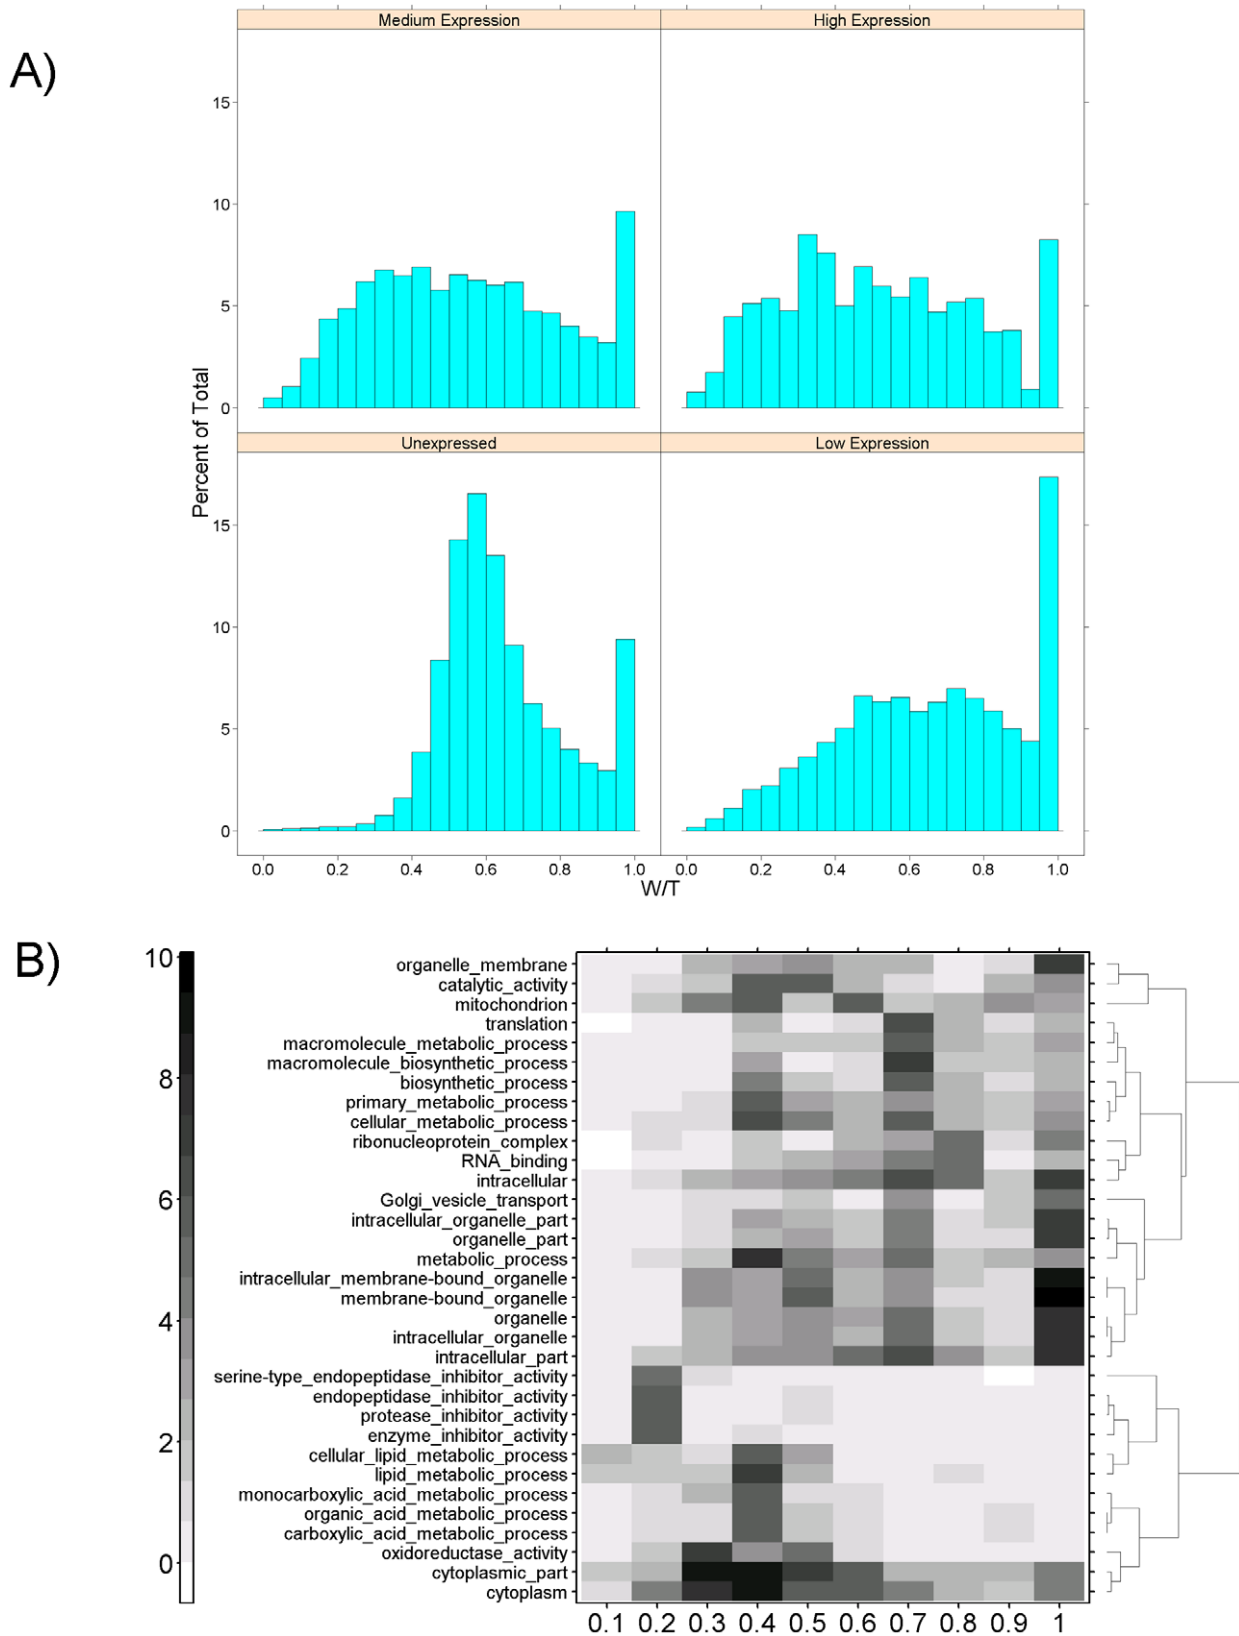 A)
Medium Expression
High Expression
15
10
5
0
Percent of Total
Unexpressed
Low Expression
15
10
5
0
0.0 0.2 0.4 0.6 0.8 1.0 0.0 0.2 0.4 0.6 0.8 1.0
W/T
B)
10
8
6
4
2
0
organelle_membrane
catalytic_activity
mitochondrion
translation
macromolecule_metabolic_process
macromolecule_biosynthetic_process
biosynthetic_process
primary_metabolic_process
cellular_metabolic_process
ribonucleoprotein_complex
RNA_binding
intracellular
Golgi_vesicle_transport
intracellular_organelle_part
organelle_part
metabolic_process
intracellular_membrane-bound_organelle
membrane-bound_organelle
organelle
intracellular_organelle
intracellular_part
serine-type_endopeptidase_inhibitor_activity
endopeptidase_inhibitor_activity
protease_inhibitor_activity
enzyme_inhibitor_activity
cellular_lipid_metabolic_process
lipid_metabolic_process
monocarboxylic_acid_metabolic_process
organic_acid_metabolic_process
carboxylic_acid_metabolic_process
oxidoreductase_activity
cytoplasmic_part
cytoplasm
0.1 0.2 0.3 0.4 0.5 0.6 0.7 0.8 0.9 1